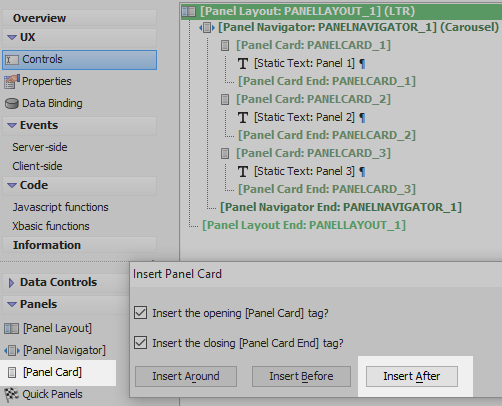 Overview
UX
Controls
Properties
Data Binding
Events
Server-side
Client-side
Code
Javascript functions
Xbasic functions
Information
Data Controls
Panels
[Panel Layout]
[Panel Navigator]
[Panel Card]
Quick Panels
[Panel Layout: PANELLAYOUT_1] (LTR)
[Panel Navigator: PANELNAVIGATOR_1] (Carousel)
[Panel Card: PANELCARD_1]
T [Static Text: Panel 1] ¶
[Panel Card End: PANELCARD_1]
[Panel Card: PANELCARD_2]
T [Static Text: Panel 2] ¶
[Panel Card End: PANELCARD_2]
[Panel Card: PANELCARD_3]
T [Static Text: Panel 3] ¶
[Panel Card End: PANELCARD_3]
[Panel Navigator End: PANELNAVIGATOR_1]
[Panel Layout End: PANELLAYOUT_1]
Insert Panel Card
Insert the opening [Panel Card] tag?
Insert the closing [Panel Card End] tag?
Insert Around Insert Before Insert After